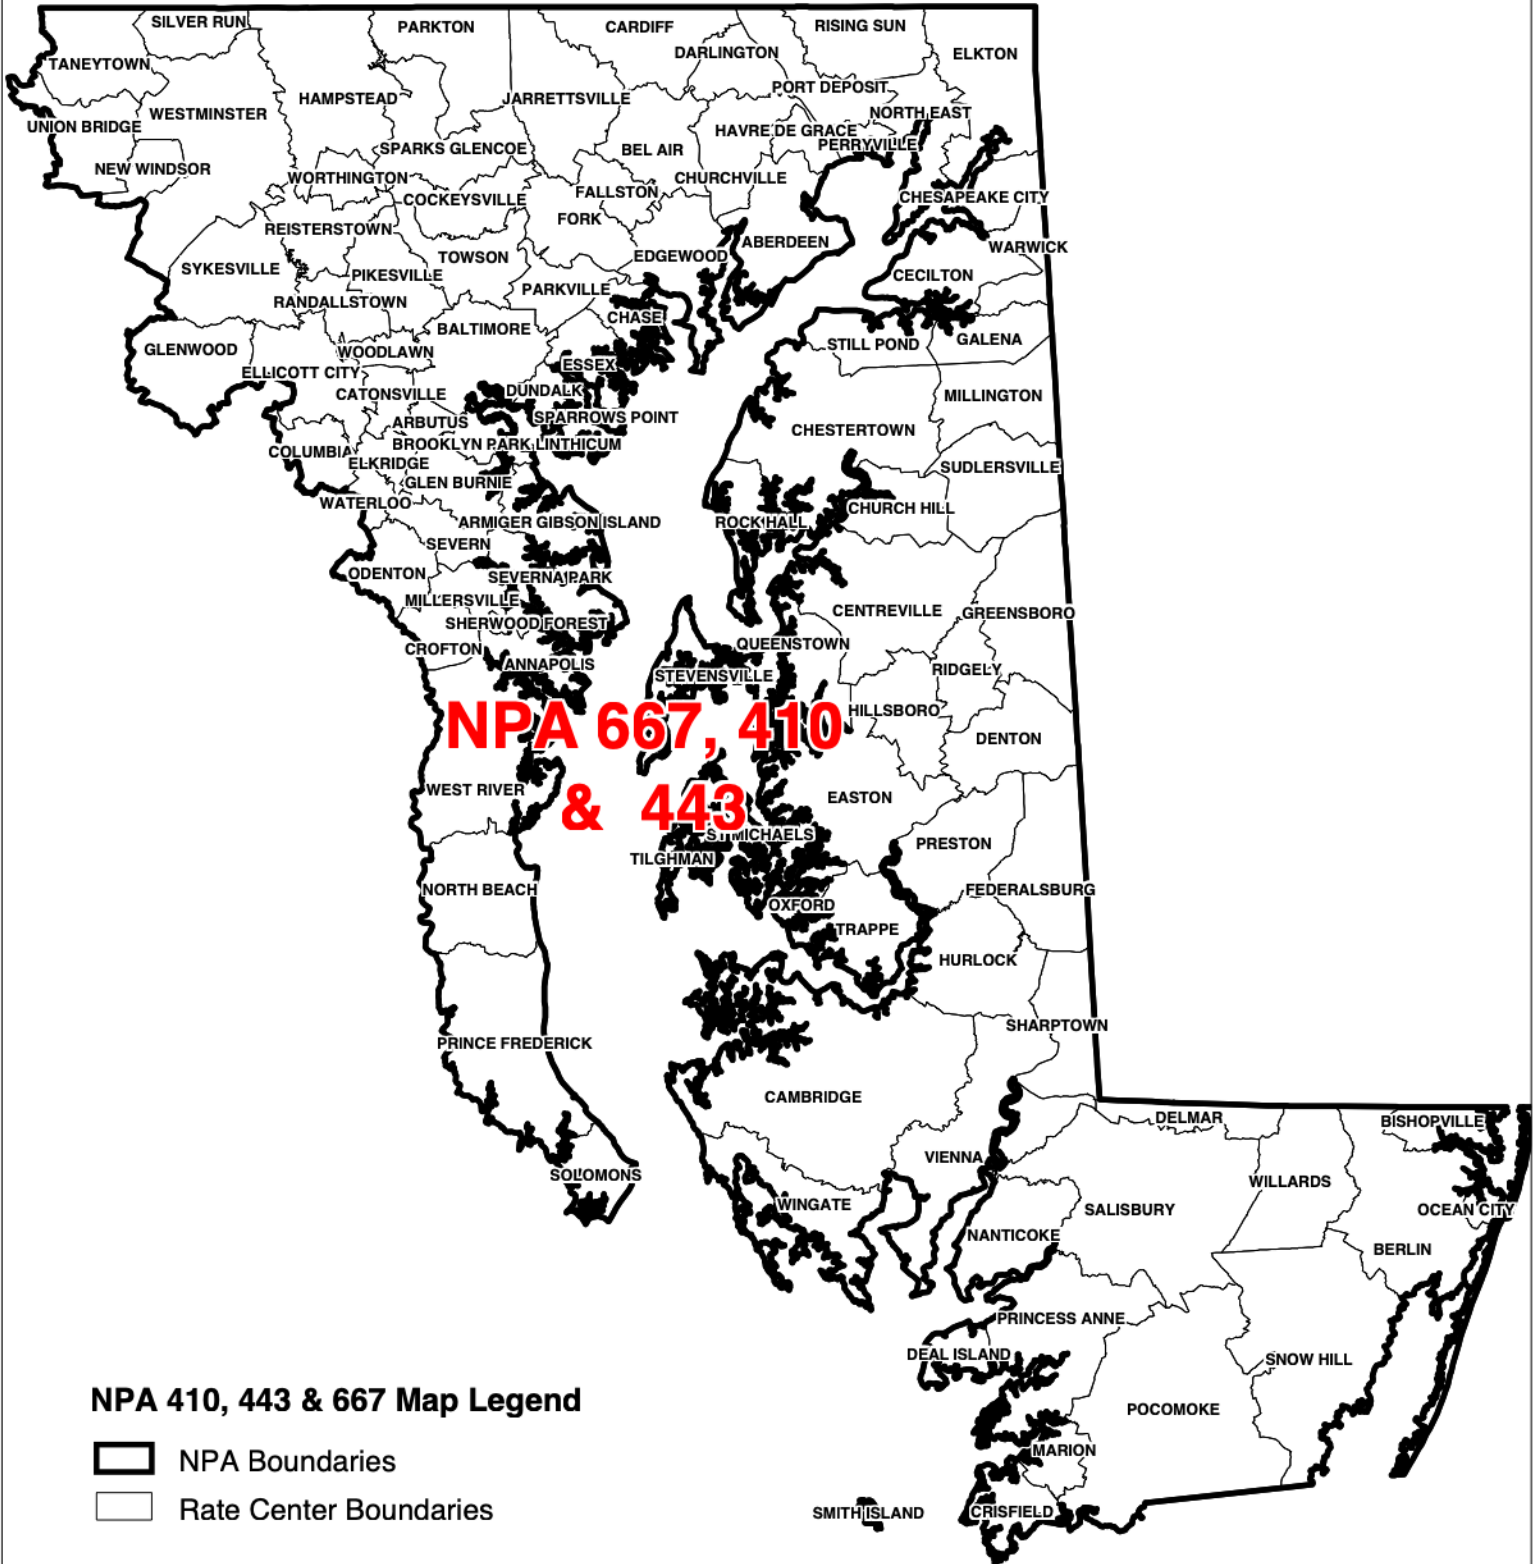 SILVER RUN
PARKTON
CARDIFF
RISING SUN
DARLINGTON
ELKTON
TANEYTOWN
PORT DEPOSIT
HAMPSTEAD
JARRETTSVILLE
WESTMINSTER
NORTH EAST
UNION BRIDGE
HAVRE DE GRACE
PERRYVILLE
SPARKS GLENCOE
BEL AIR
NEW WINDSOR
WORTHINGTON
CHURCHVILLE
FALLSTON
COCKEYSVILLE
CHESAPEAKE CITY
FORK
REISTERSTOWN
ABERDEEN
WARWICK
EDGEWOOD
TOWSON
SYKESVILLE
PIKESVILLE
CECILTON
PARKVILLE
RANDALLSTOWN
CHASE
BALTIMORE
GALENA
STILL POND
GLENWOOD
WOODLAWN
ESSEX
ELLICOTT CITY
DUNDALK
CATONSVILLE
MILLINGTON
SPARROWS POINT
ARBUTUS
CHESTERTOWN
BROOKLYN PARK
LINTHICUM
COLUMBIA
ELKRIDGE
SUDLERSVILLE
GLEN BURNIE
WATERLOO
CHURCH HILL
ARMIGER
GIBSON ISLAND
ROCK HALL
SEVERN
ODENTON
SEVERNA PARK
MILLERSVILLE
CENTREVILLE
GREENSBORO
SHERWOOD FOREST
QUEENSTOWN
CROFTON
ANNAPOLIS
RIDGELY
STEVENSVILLE
HILLSBORO
NPA 667, 410
DENTON
WEST RIVER
EASTON
& 443
ST MICHAELS
PRESTON
TILGHMAN
NORTH BEACH
FEDERALSBURG
OXFORD
TRAPPE
HURLOCK
SHARPTOWN
PRINCE FREDERICK
CAMBRIDGE
DELMAR
BISHOPVILLE
VIENNA
SOLOMONS
WILLARDS
WINGATE
SALISBURY
OCEAN CITY
NANTICOKE
BERLIN
PRINCESS ANNE
DEAL ISLAND
SNOW HILL
POCOMOKE
MARION
SMITH ISLAND
CRISFIELD
NPA 410, 443 & 667 Map Legend
NPA Boundaries
Rate Center Boundaries